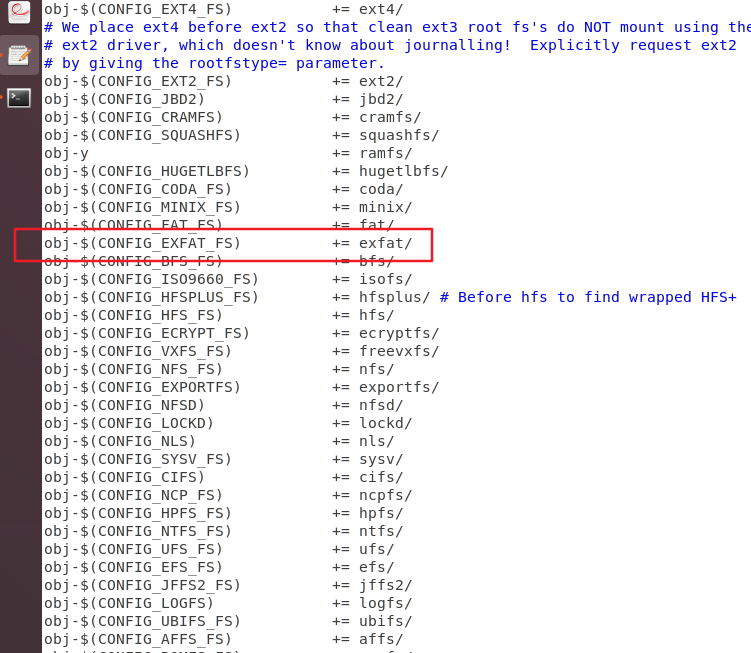 obj-$(CONFIG_EXT4_FS) += ext4/
# We place ext4 before ext2 so that clean ext3 root fs's do NOT mount using the
# ext2 driver, which doesn't know about journalling! Explicitly request ext2
# by giving the rootfstype= parameter.
obj-$(CONFIG_EXT2_FS) += ext2/
obj-$(CONFIG_JBD2) += jbd2/
obj-$(CONFIG_CRAMFS) += cramfs/
obj-$(CONFIG_SQUASHFS) += squashfs/
obj-y += ramfs/
obj-$(CONFIG_HUGETLBFS) += hugetlbfs/
obj-$(CONFIG_CODA_FS) += coda/
obj-$(CONFIG_MINIX_FS) += minix/
obj-$(CONFIG_FAT_FS) += fat/
obj-$(CONFIG_EXFAT_FS) += exfat/
obj-$(CONFIG_BFS_FS) += bfs/
obj-$(CONFIG_ISO9660_FS) += isofs/
obj-$(CONFIG_HFSPLUS_FS) += hfsplus/ # Before hfs to find wrapped HFS+
obj-$(CONFIG_HFS_FS) += hfs/
obj-$(CONFIG_ECRYPT_FS) += ecryptfs/
obj-$(CONFIG_VXFS_FS) += freevxfs/
obj-$(CONFIG_NFS_FS) += nfs/
obj-$(CONFIG_EXPORTFS) += exportfs/
obj-$(CONFIG_NFSD) += nfsd/
obj-$(CONFIG_LOCKD) += lockd/
obj-$(CONFIG_NLS) += nls/
obj-$(CONFIG_SYSV_FS) += sysv/
obj-$(CONFIG_CIFS) += cifs/
obj-$(CONFIG_NCP_FS) += ncpfs/
obj-$(CONFIG_HPFS_FS) += hpfs/
obj-$(CONFIG_NTFS_FS) += ntfs/
obj-$(CONFIG_UFS_FS) += ufs/
obj-$(CONFIG_EFS_FS) += efs/
obj-$(CONFIG_JFFS2_FS) += jffs2/
obj-$(CONFIG_LOGFS) += logfs/
obj-$(CONFIG_UBIFS_FS) += ubifs/
obj-$(CONFIG_AFFS_FS) += affs/